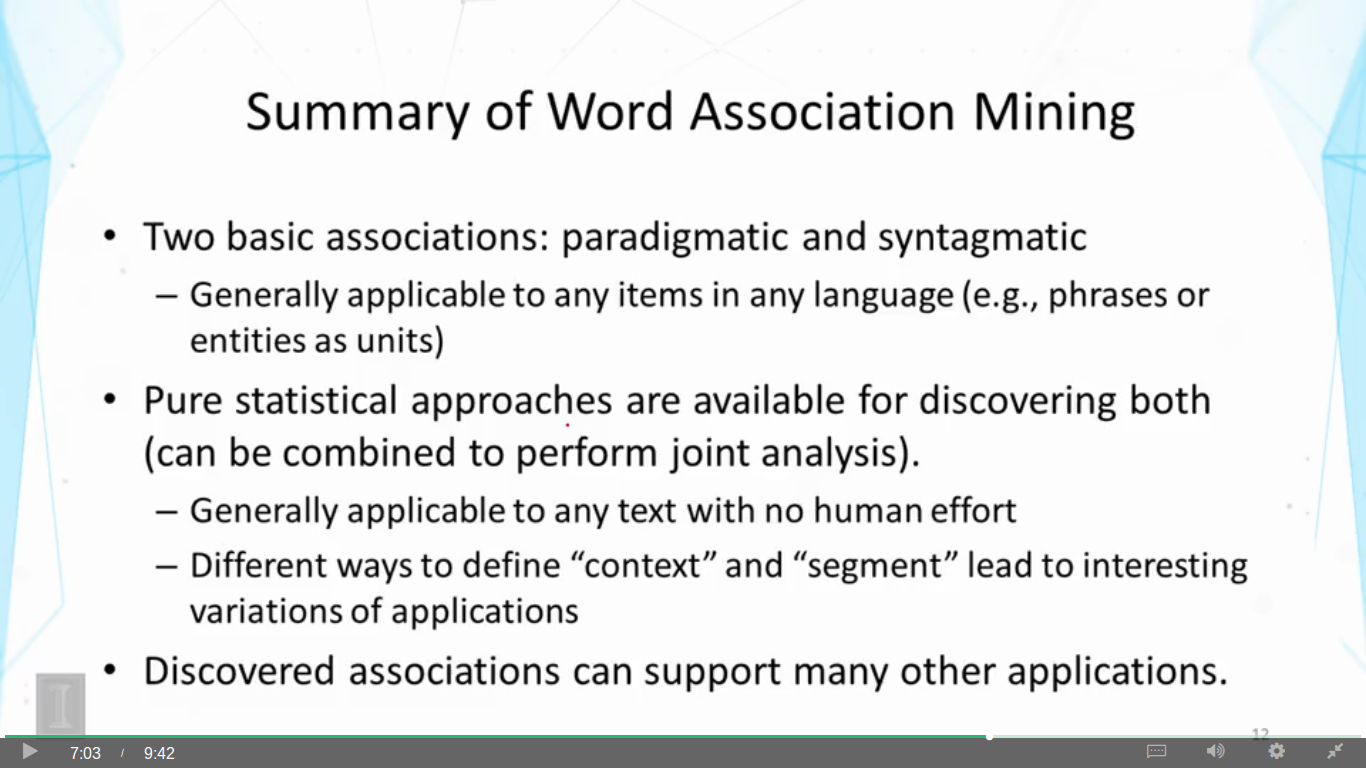 Summary of Word Association Mining
• Two basic associations: paradigmatic and syntagmatic
– Generally applicable to any items in any language (e.g., phrases or
entities as units)
• Pure statistical approaches are available for discovering both
(can be combined to perform joint analysis).
– Generally applicable to any text with no human effort
– Different ways to define “context” and “segment” lead to interesting
variations of applications
• Discovered associations can support many other applications.
I
12
7:03 / 9:42